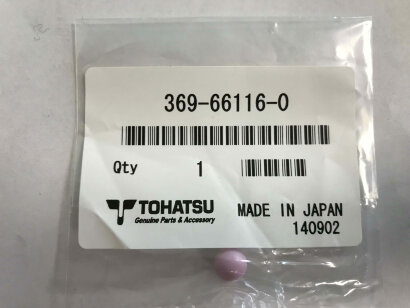 369-66116-0
Qty 1
TOHATSU MADE IN JAPAN
Genuine Parts & Accessory
140902